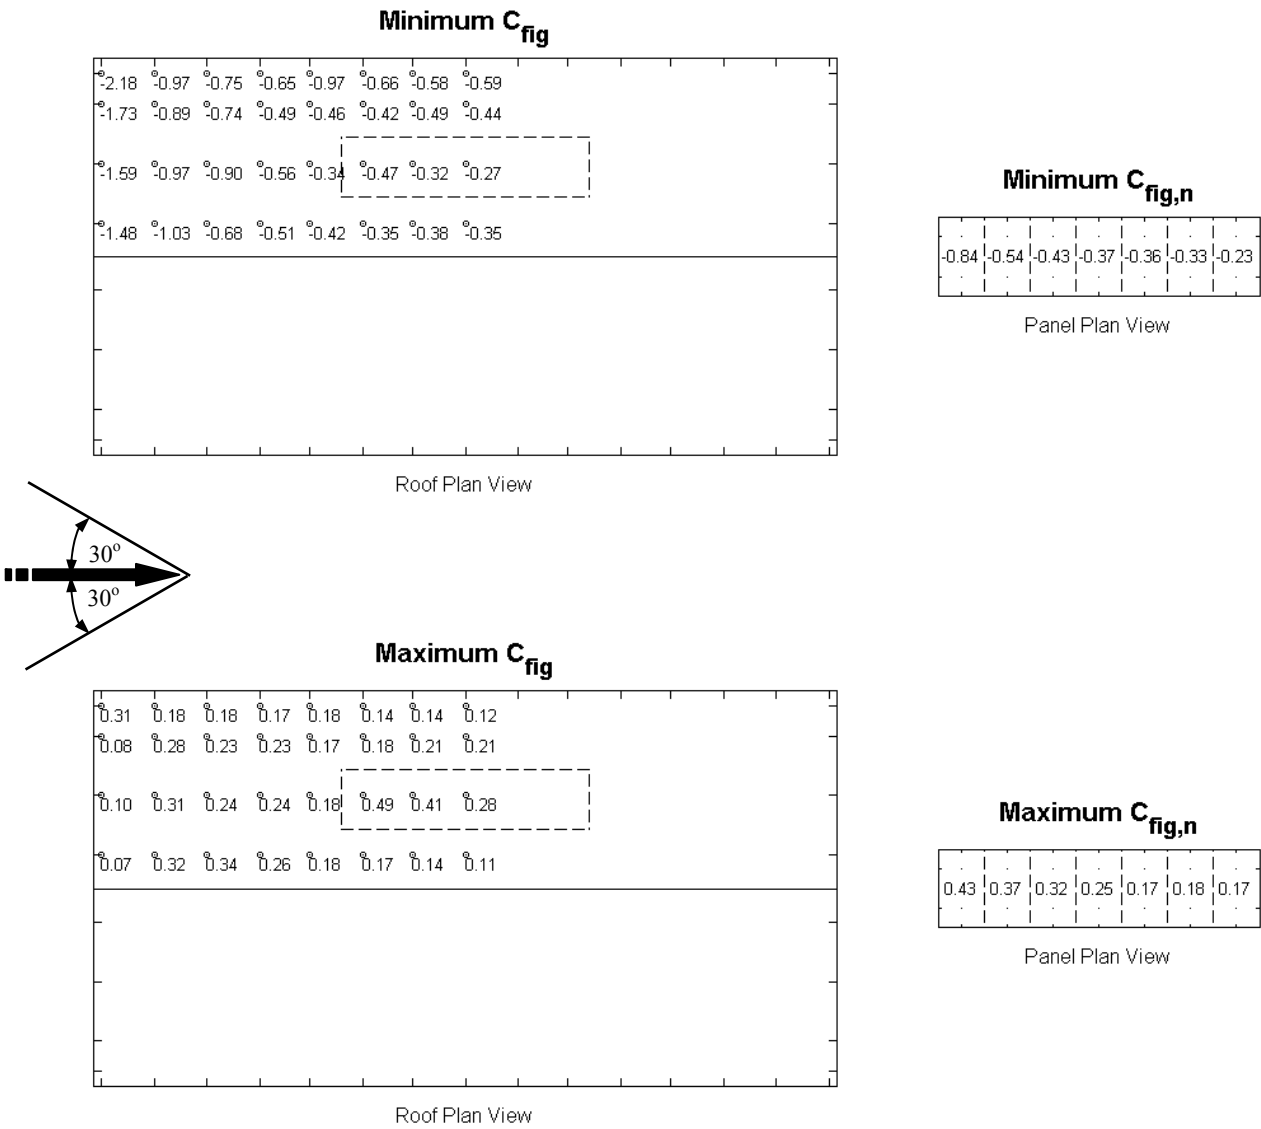 Minimum C_fig
-2.18 -0.97 -0.75 -0.65 -0.97 -0.66 -0.58 -0.59
-1.73 -0.89 -0.74 -0.49 -0.46 -0.42 -0.49 -0.44
-1.59 -0.97 -0.90 -0.56 -0.34 -0.47 -0.32 -0.27
-1.48 -1.03 -0.68 -0.51 -0.42 -0.35 -0.38 -0.35
Roof Plan View
Minimum C_fig,n
-0.84 -0.54 -0.43 -0.37 -0.36 -0.33 -0.23
Panel Plan View
30°
30°
Maximum C_fig
0.31 0.18 0.18 0.17 0.18 0.14 0.14 0.12
0.08 0.28 0.23 0.23 0.17 0.18 0.21 0.21
0.10 0.31 0.24 0.24 0.18 0.49 0.41 0.28
0.07 0.32 0.34 0.26 0.18 0.17 0.14 0.11
Roof Plan View
Maximum C_fig,n
0.43 0.37 0.32 0.25 0.17 0.18 0.17
Panel Plan View